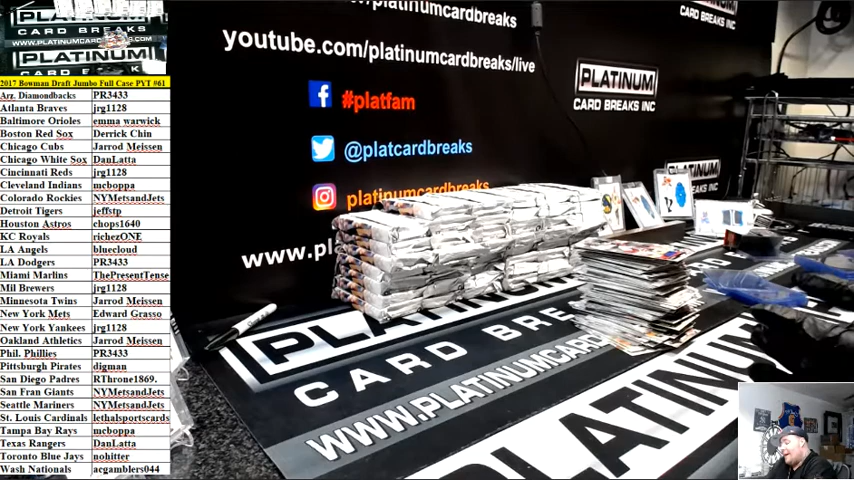 PLATINUM
CARD BREAKS
2017 Bowman Draft Jumbo Full Case PYT #61
Arz. Diamondbacks PR3433
Atlanta Braves jrg1128
Baltimore Orioles emma warwick
Boston Red Sox Derrick Chin
Chicago Cubs Jarrod Meissen
Chicago White Sox DanLatta
Cincinnati Reds jrg1128
Cleveland Indians mcboppa
Colorado Rockies NYMetsandJets
Detroit Tigers jeffstp
Houston Astros chops1640
KC Royals richezONE
LA Angels bluecloud
LA Dodgers PR3433
Miami Marlins ThePresentTense
Mil Brewers jrg1128
Minnesota Twins Jarrod Meissen
New York Mets Edward Grasso
New York Yankees jrg1128
Oakland Athletics Jarrod Meissen
Phil. Phillies PR3433
Pittsburgh Pirates digman
San Diego Padres RThrone1869.
San Fran Giants NYMetsandJets
Seattle Mariners NYMetsandJets
St. Louis Cardinals lethalsportscards
Tampa Bay Rays mcboppa
Texas Rangers DanLatta
Toronto Blue Jays nohitter
Wash Nationals acgamblers044
/platinumcardbreaks
youtube.com/platinumcardbreaks/live
#platfam
@platcardbreaks
platinumcardbreaks
www.pl
CARD BREAKS INC
PLATINUM
CARD BREAKS INC
PLATINUM
CARD BREAKS INC
PLATINUM
CARD BRE
WWW.PLATINUMCARD
PLATINUM